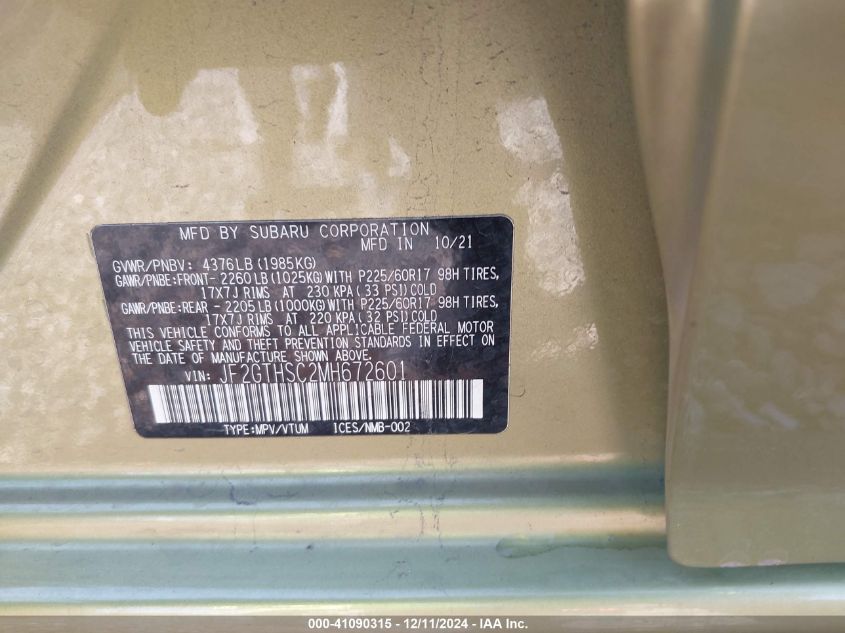 MFD BY SUBARU CORPORATION
MFD IN 10/21
GVWR/PNBV: 4376LB(1985KG)
GAWR/PNBE:FRONT-2260LB(1025KG)WITH P225/60R17 98H TIRES,
17X7J RIMS AT 230 KPA(33 PSI)COLD
GAWR/PNBE:REAR -2205LB(1000KG)WITH P225/60R17 98H TIRES,
17X7J RIMS AT 220 KPA(32 PSI)COLD
THIS VEHICLE CONFORMS TO ALL APPLICABLE FEDERAL MOTOR
VEHICLE SAFETY AND THEFT PREVENTION STANDARDS IN EFFECT ON
THE DATE OF MANUFACTURE SHOWN ABOVE.
VIN: JF2GTHSC2MH672601
TYPE:MPV/VTUM ICES/NMB-002
000-41090315 - 12/11/2024 - IAA Inc.